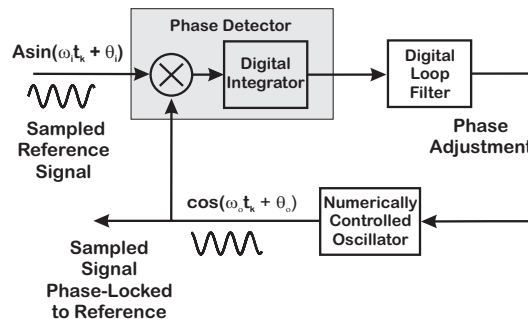 Phase Detector
Asin(ωᵢtₖ + θᵢ)
Digital
Integrator
Digital
Loop
Filter
Sampled
Reference
Signal
Phase
Adjustment
cos(ωₒtₖ + θₒ)
Numerically
Controlled
Oscillator
Sampled
Signal
Phase-Locked
to Reference